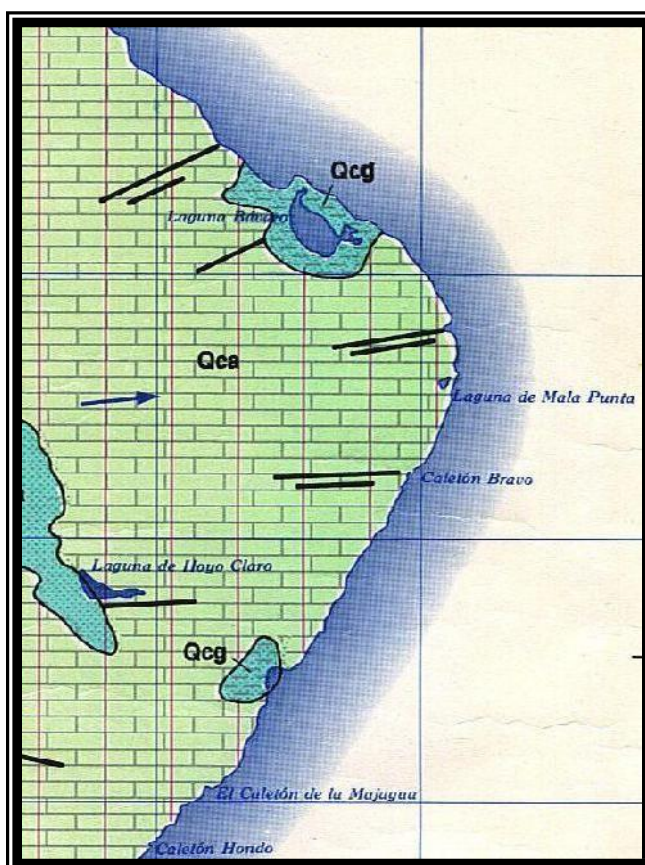 Qcg
Laguna Bávaro
Qca
Laguna de Mala Punta
Caletón Bravo
Laguna de Hoyo Claro
Qcg
El Caletón de la Majagua
Caletón Hondo